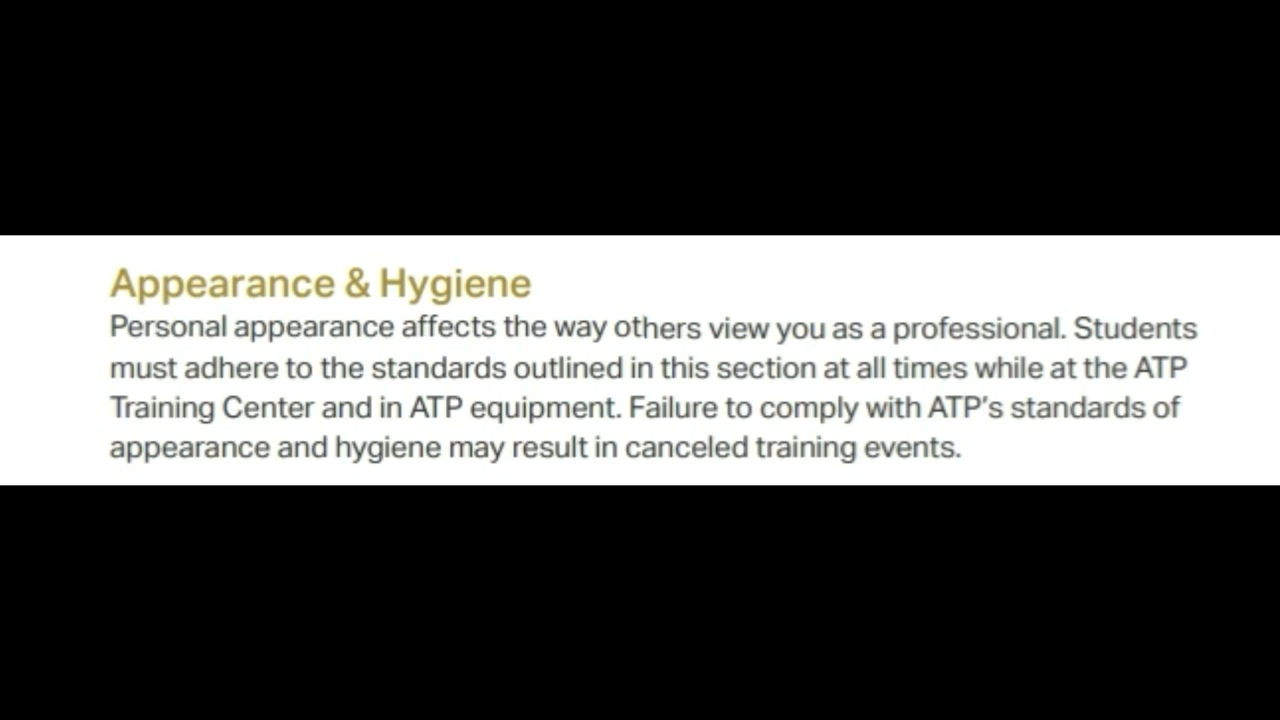 Appearance & Hygiene
Personal appearance affects the way others view you as a professional. Students
must adhere to the standards outlined in this section at all times while at the ATP
Training Center and in ATP equipment. Failure to comply with ATP's standards of
appearance and hygiene may result in canceled training events.